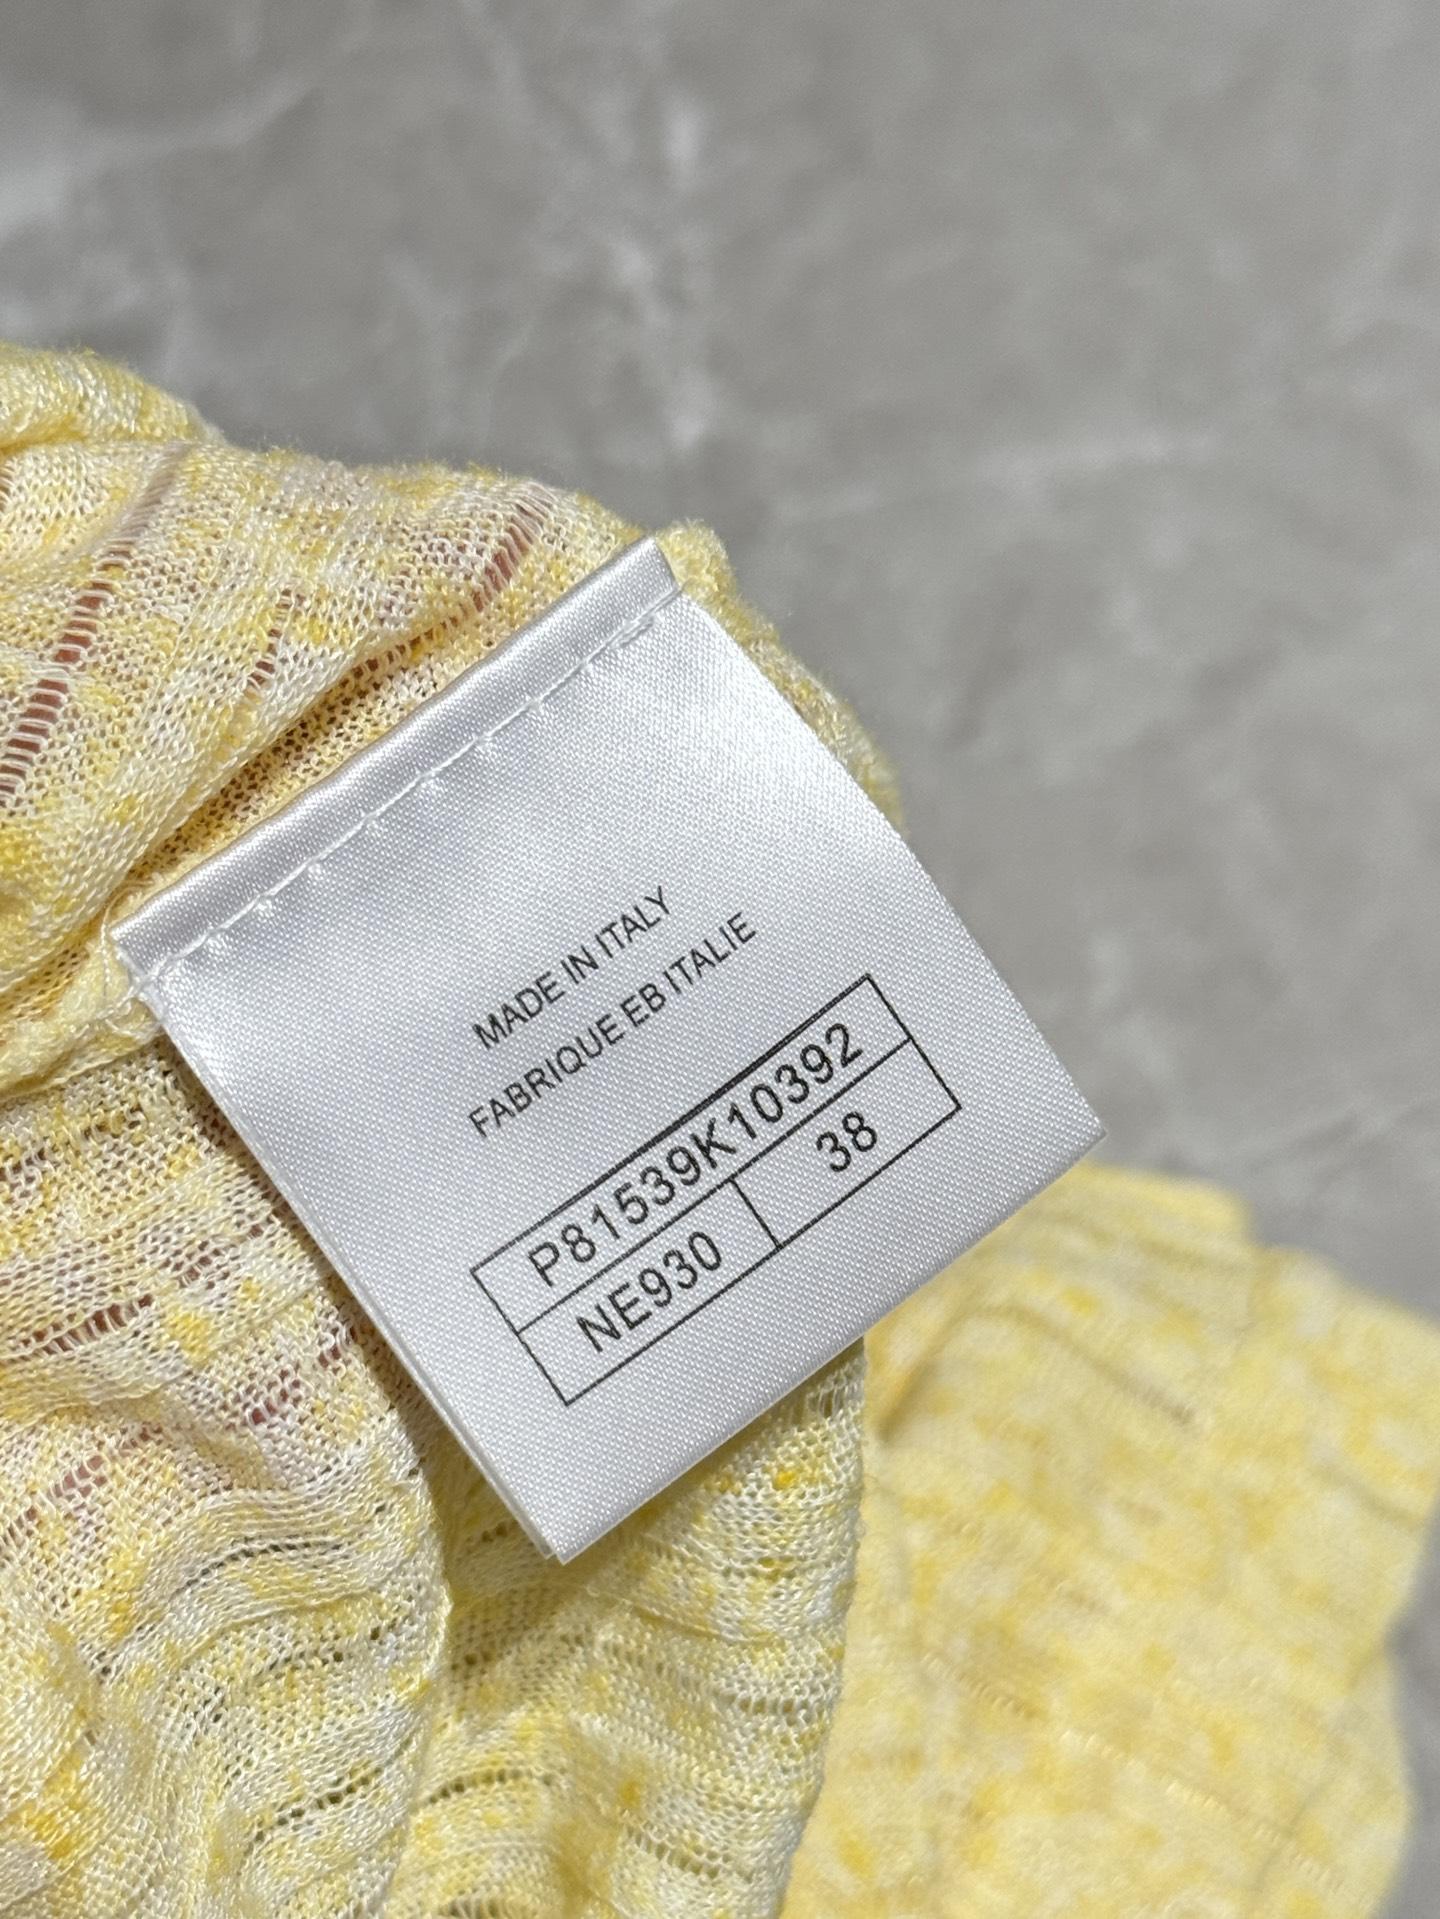 MADE IN ITALY
FABRIQUE EB ITALIE
P81539K10392
NE930 38